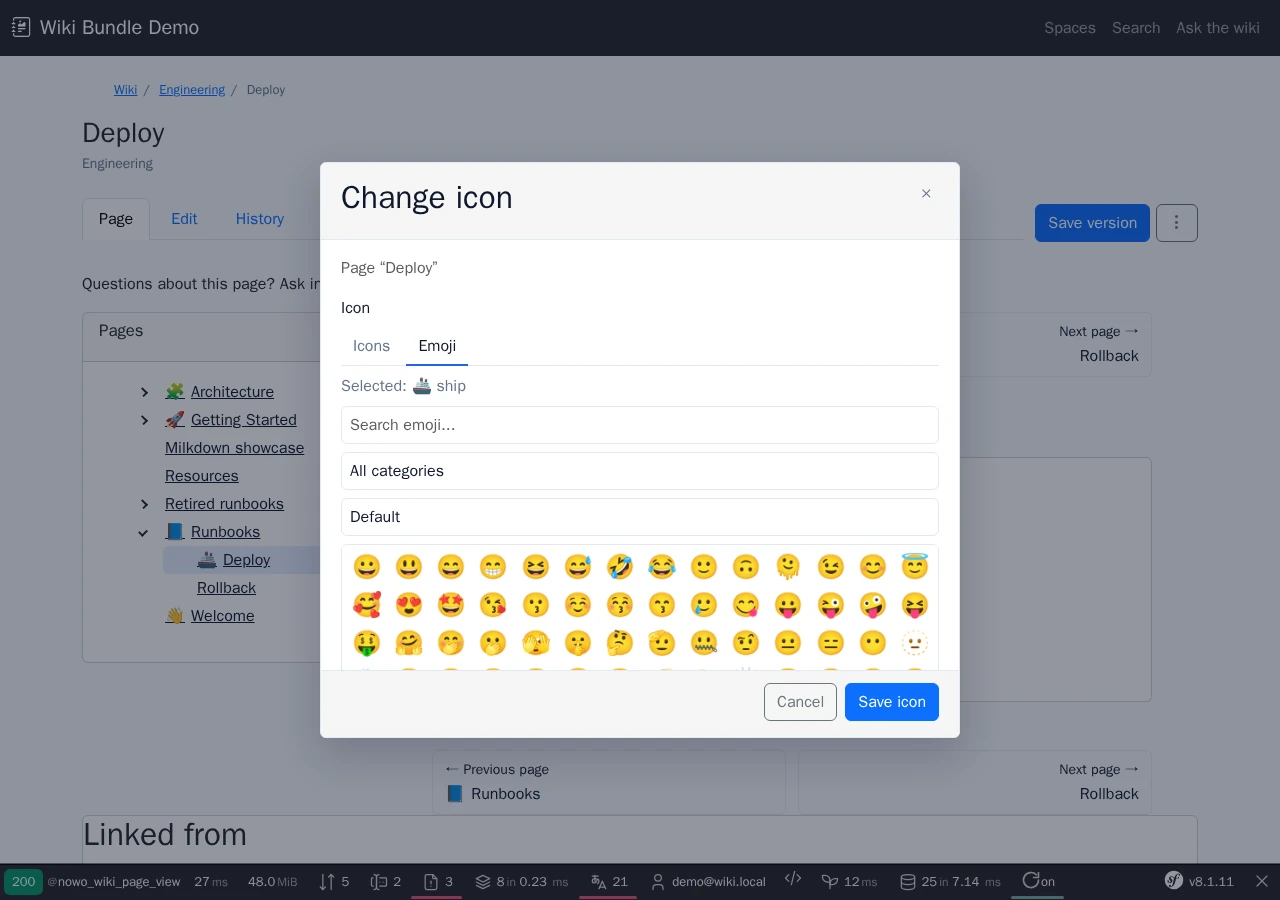 Wiki Bundle Demo
Spaces Search Ask the wiki
Wiki / Engineering / Deploy
Deploy
Engineering
Page Edit History
Save version
Questions about this page? Ask in
Pages
Architecture
Getting Started
Milkdown showcase
Resources
Retired runbooks
Runbooks
Deploy
Rollback
Welcome
Next page →
Rollback
Change icon
×
Page “Deploy”
Icon
Icons Emoji
Selected: 🚢 ship
Search emoji...
All categories
Default
Cancel Save icon
← Previous page
📘 Runbooks
Next page →
Rollback
Linked from
200 @nowo_wiki_page_view 27 ms 48.0 MiB 5 2 3 8 in 0.23 ms 21 demo@wiki.local 12 ms 25 in 7.14 ms on sf v8.1.11